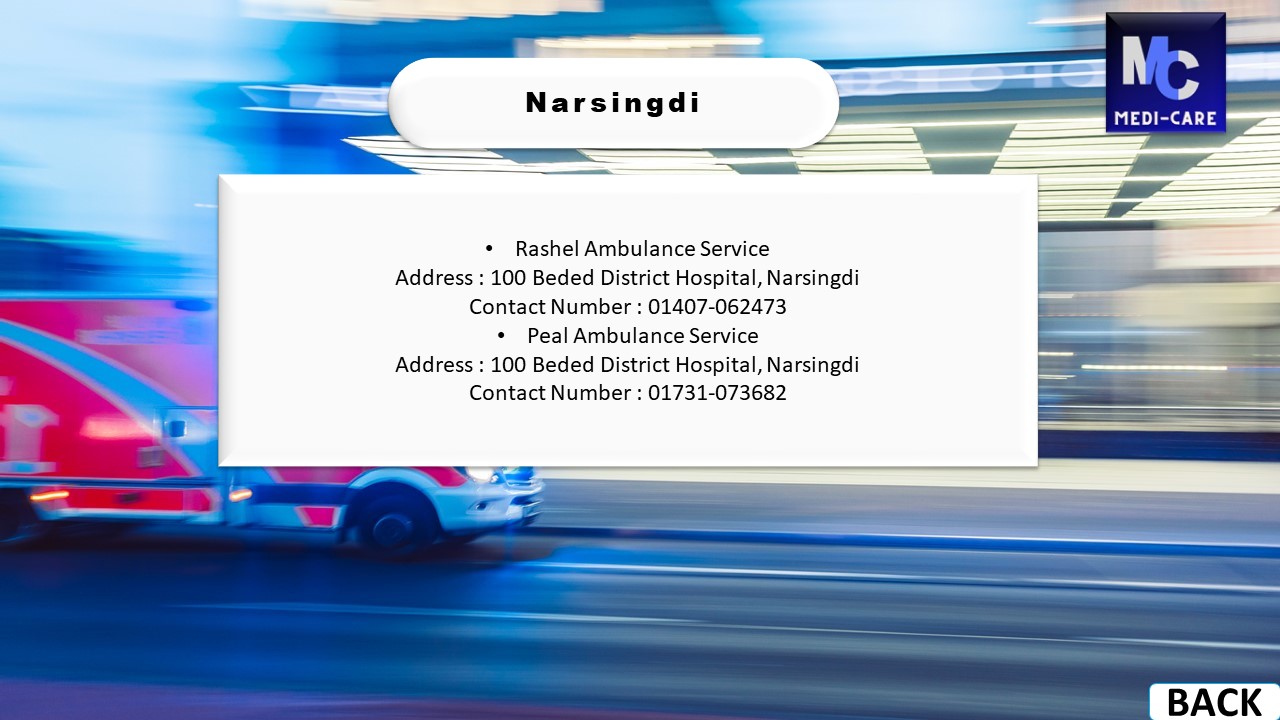 Narsingdi
MC
MEDI-CARE
• Rashel Ambulance Service
Address : 100 Beded District Hospital, Narsingdi
Contact Number : 01407-062473
• Peal Ambulance Service
Address : 100 Beded District Hospital, Narsingdi
Contact Number : 01731-073682
BACK